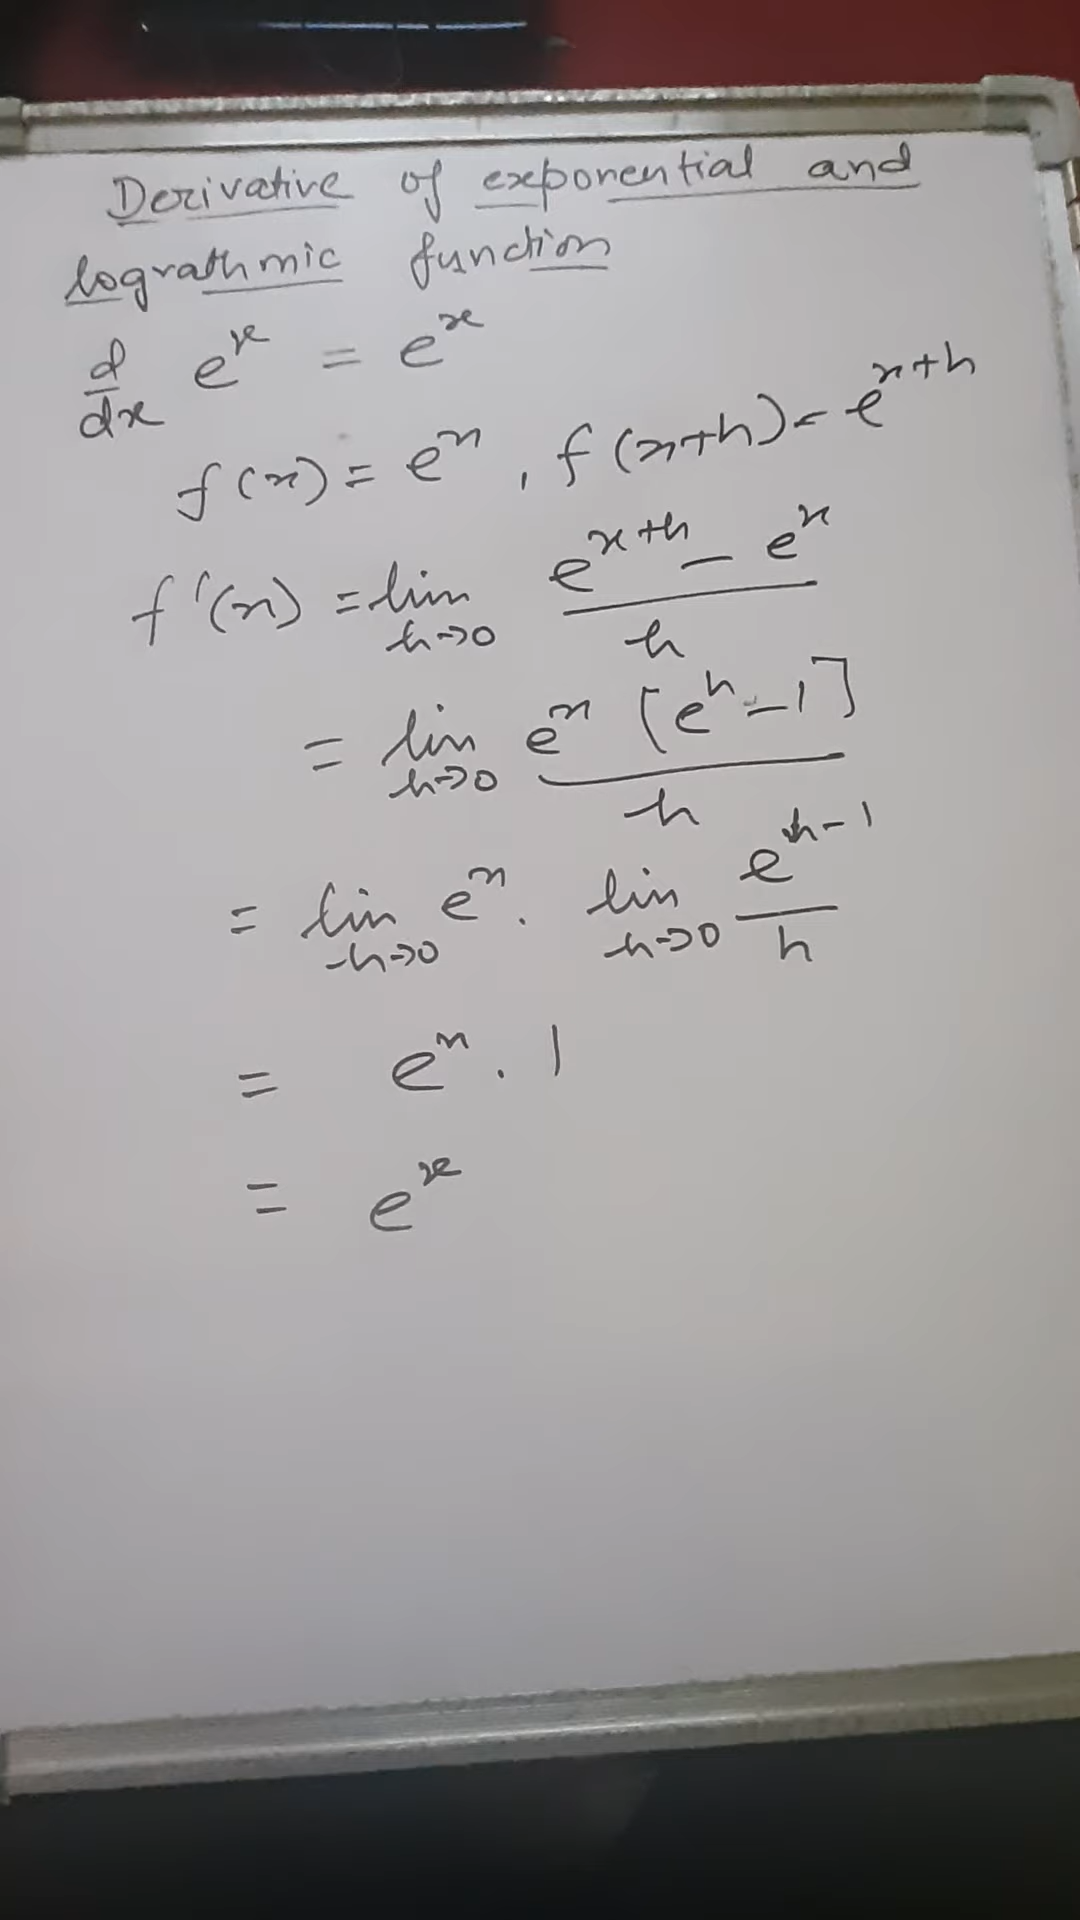 Derivative of exponential and
lograthmic function
d/dx e^x = e^x
f(x) = e^x , f(x+h) = e^(x+h)
f'(x) = lim h→0 (e^(x+h) - e^x)/h
= lim h→0 e^x [e^h - 1]/h
= lim h→0 e^x . lim h→0 e^(h-1)/h
= e^x . 1
= e^x